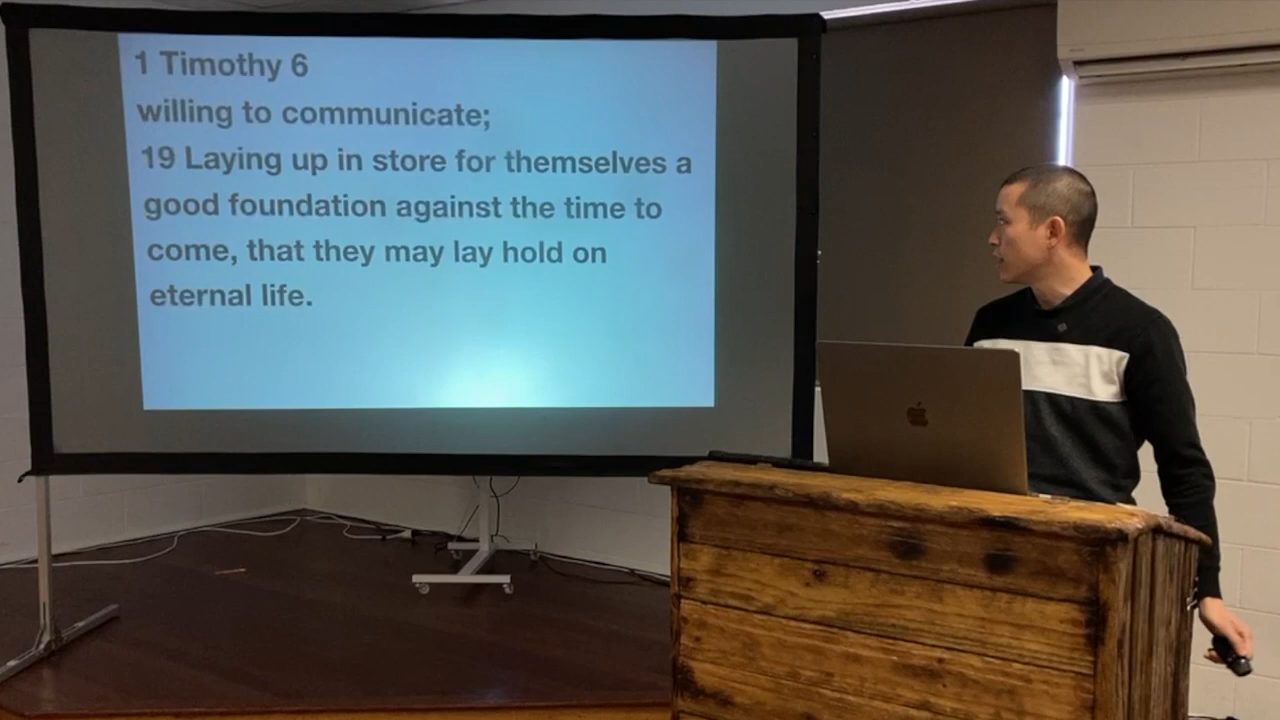 1 Timothy 6
willing to communicate;
19 Laying up in store for themselves a
good foundation against the time to
come, that they may lay hold on
eternal life.